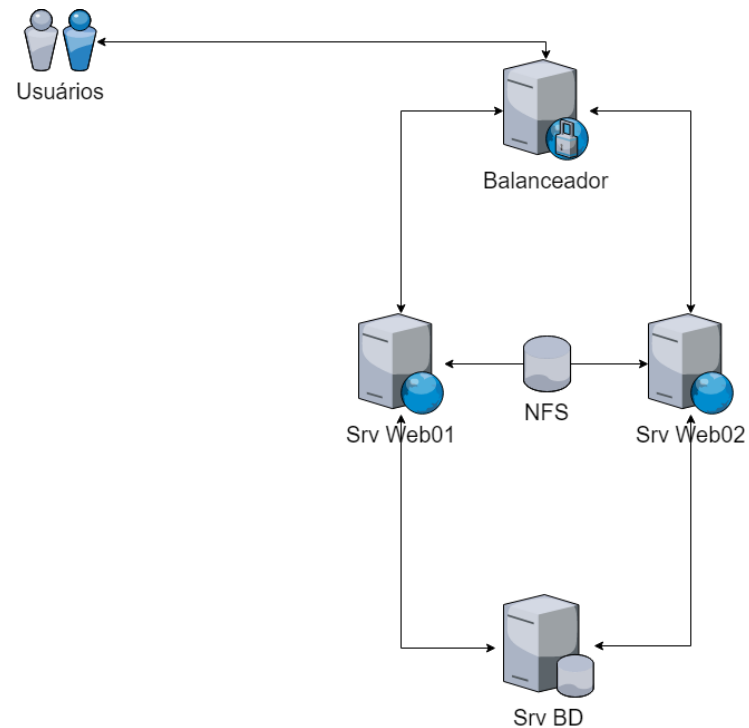 Usuários
Balanceador
NFS
Srv Web01
Srv Web02
Srv BD